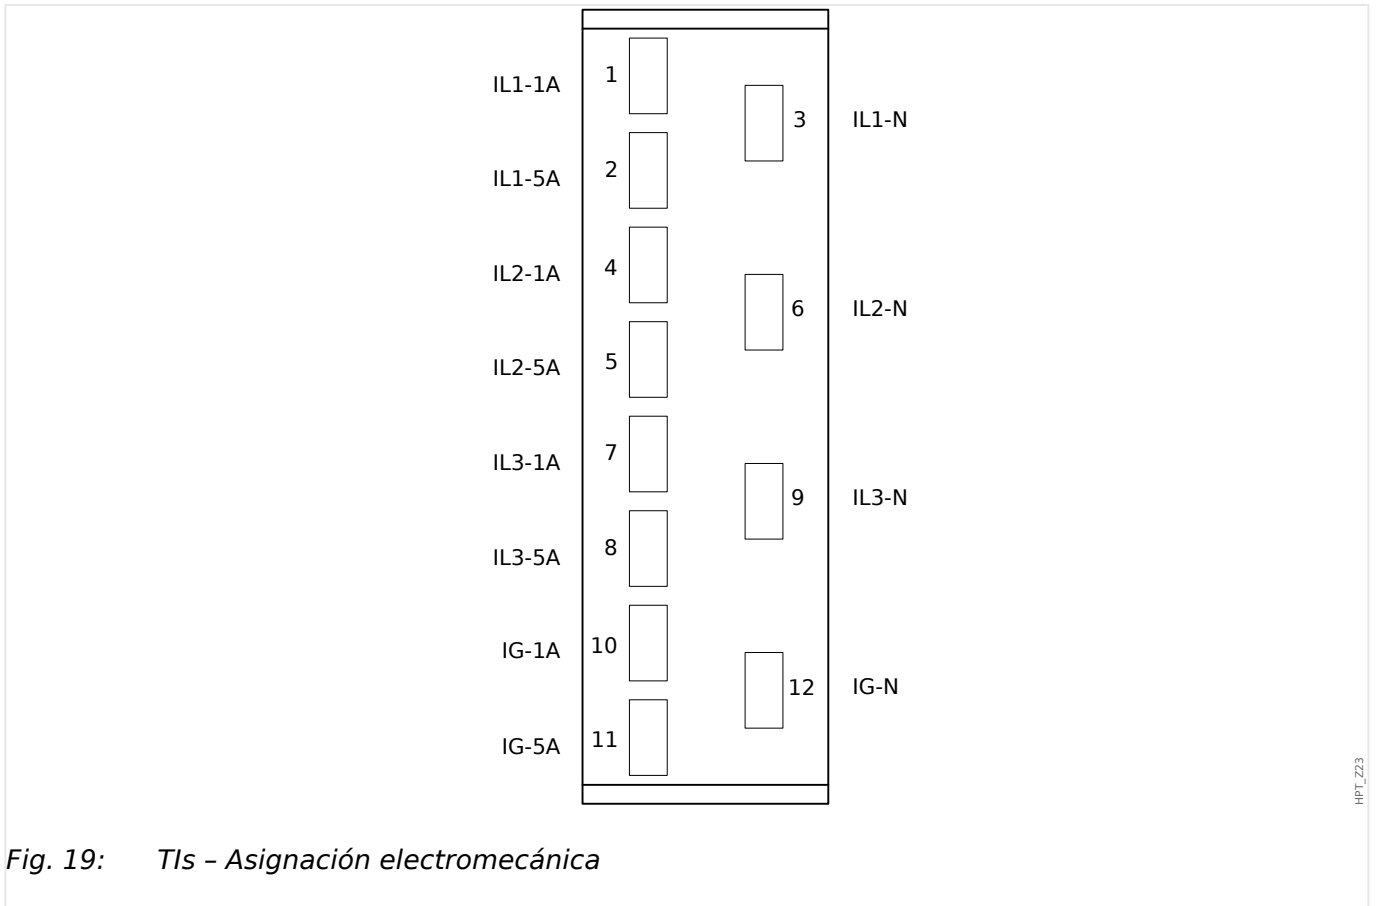 IL1-1A 1
3 IL1-N
IL1-5A 2
IL2-1A 4
6 IL2-N
IL2-5A 5
IL3-1A 7
9 IL3-N
IL3-5A 8
IG-1A 10
12 IG-N
IG-5A 11
HPT_Z23
Fig. 19: TIs – Asignación electromecánica